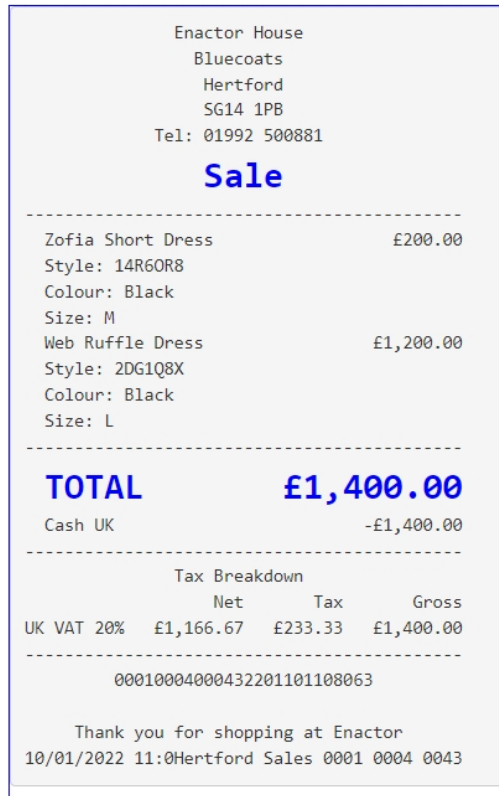 Enactor House
Bluecoats
Hertford
SG14 1PB
Tel: 01992 500881
Sale
----------------------------------------------
Zofia Short Dress £200.00
Style: 14R6OR8
Colour: Black
Size: M
Web Ruffle Dress £1,200.00
Style: 2DG1Q8X
Colour: Black
Size: L
----------------------------------------------
TOTAL £1,400.00
Cash UK -£1,400.00
----------------------------------------------
Tax Breakdown
Net Tax Gross
UK VAT 20% £1,166.67 £233.33 £1,400.00
----------------------------------------------
00010004000432201101108063
Thank you for shopping at Enactor
10/01/2022 11:0Hertford Sales 0001 0004 0043